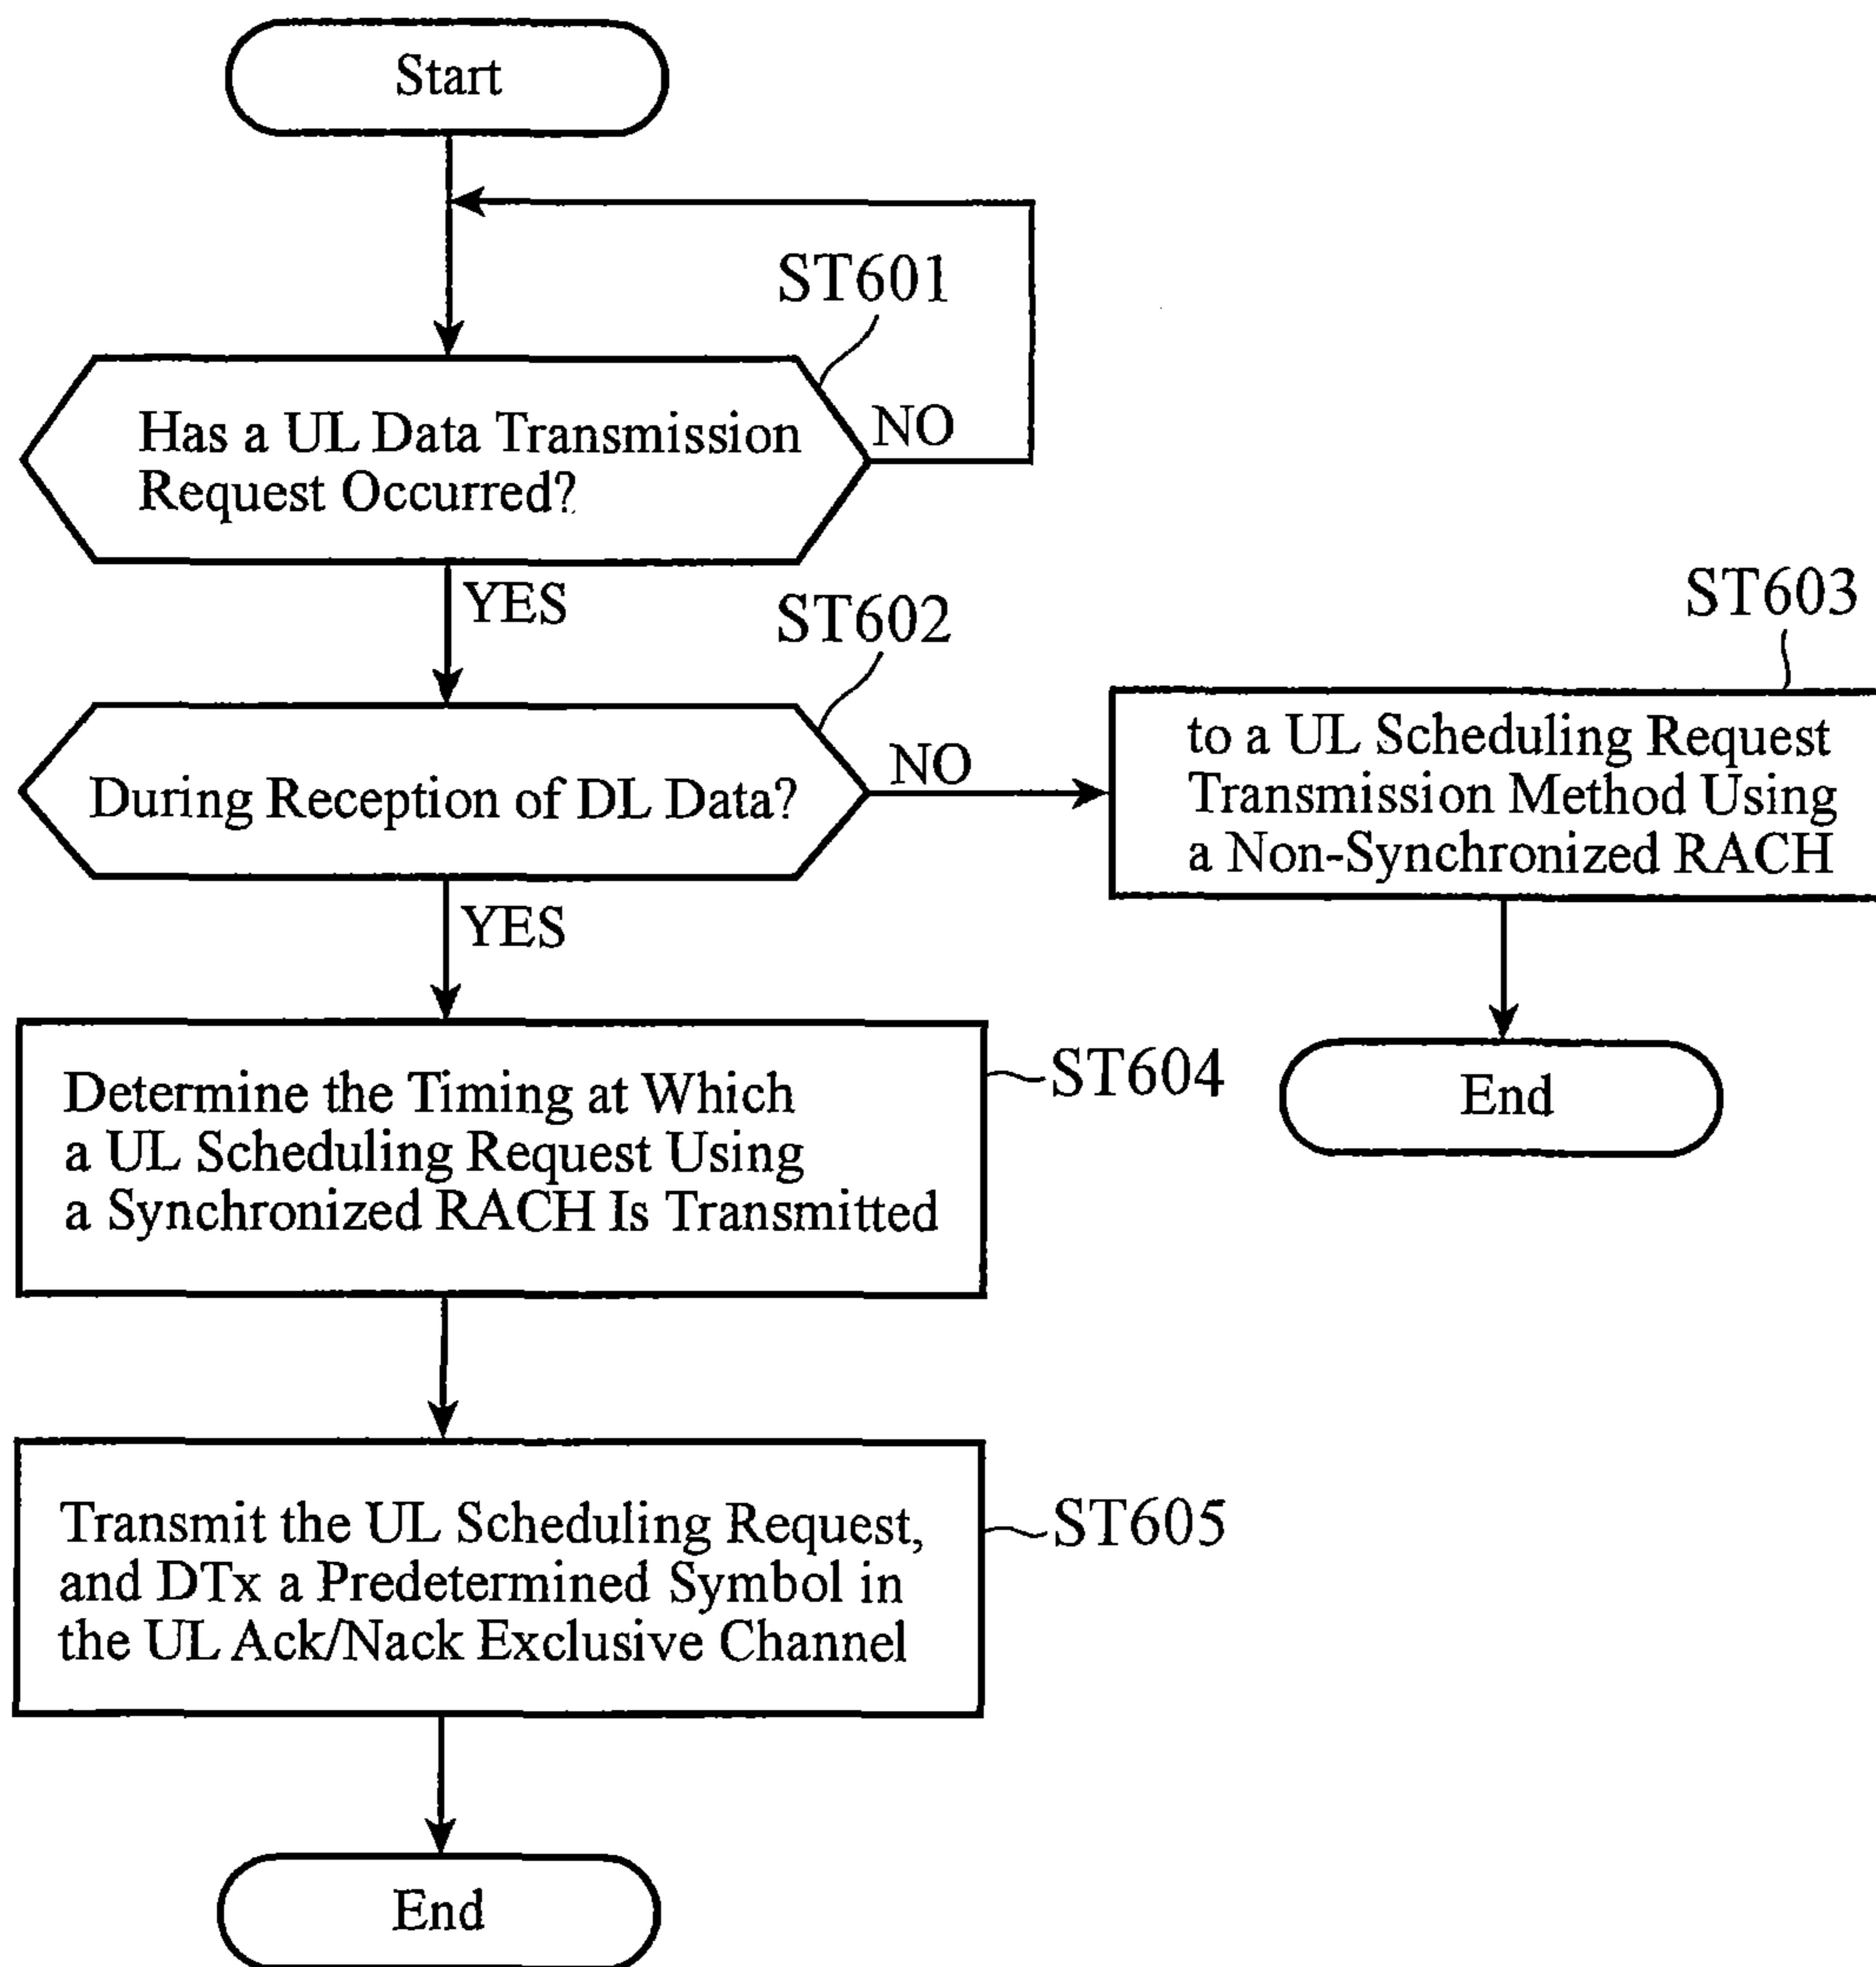 Start
ST601
Has a UL Data Transmission
Request Occurred?
NO
YES
ST602
During Reception of DL Data?
NO
ST603
to a UL Scheduling Request
Transmission Method Using
a Non-Synchronized RACH
End
YES
Determine the Timing at Which
a UL Scheduling Request Using
a Synchronized RACH Is Transmitted
ST604
Transmit the UL Scheduling Request,
and DTx a Predetermined Symbol in
the UL Ack/Nack Exclusive Channel
ST605
End